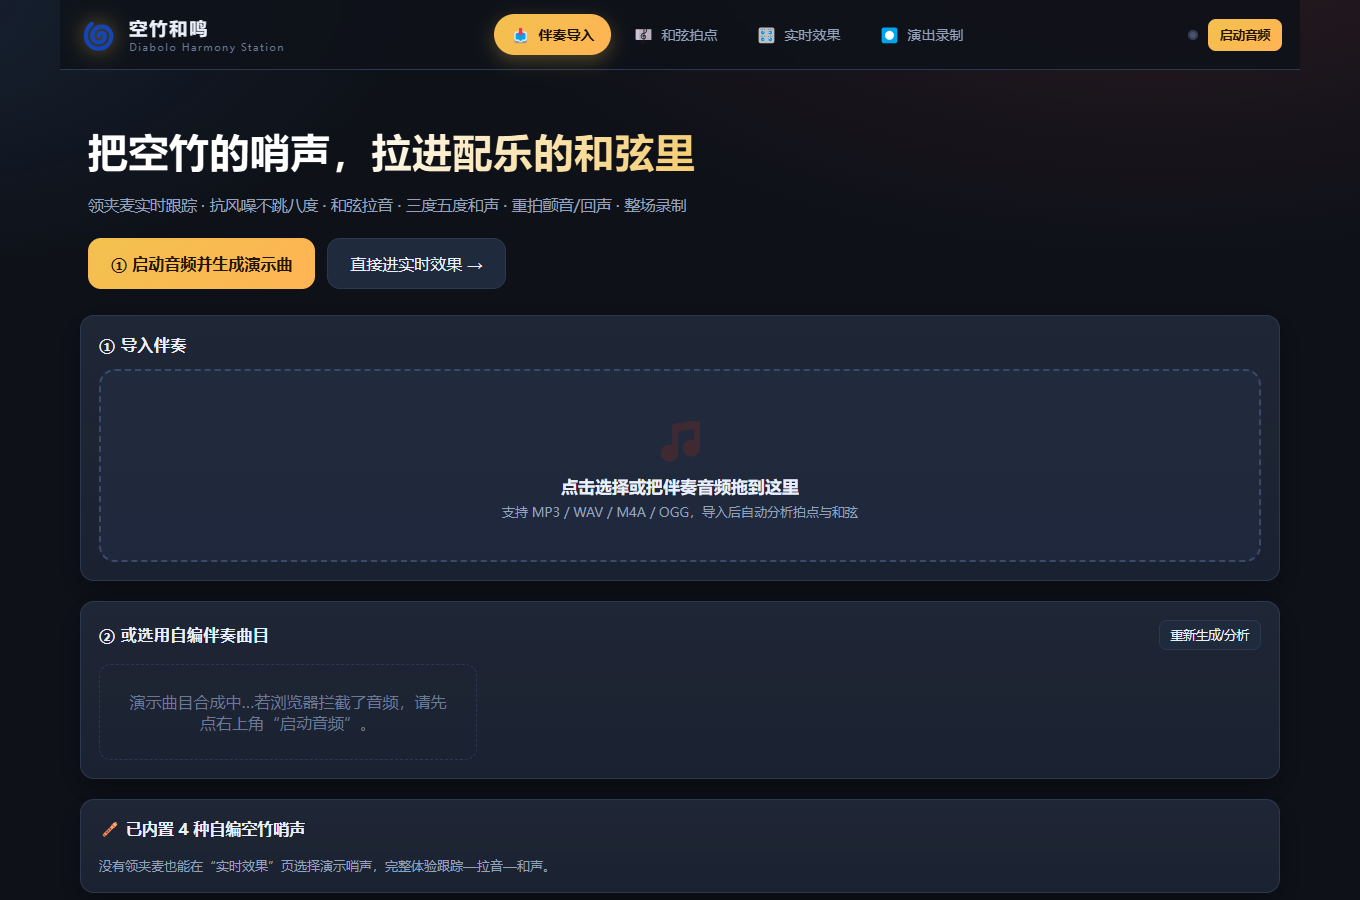 空竹和鸣
Diabolo Harmony Station
伴奏导入
和弦拍点
实时效果
演出录制
启动音频
把空竹的哨声，拉进配乐的和弦里
领夹麦实时跟踪 · 抗风噪不跳八度 · 和弦拉音 · 三度五度和声 · 重拍颤音/回声 · 整场录制
① 启动音频并生成演示曲
直接进实时效果 →
① 导入伴奏
点击选择或把伴奏音频拖到这里
支持 MP3 / WAV / M4A / OGG，导入后自动分析拍点与和弦
② 或选用自编伴奏曲目
重新生成/分析
演示曲目合成中…若浏览器拦截了音频，请先
点右上角“启动音频”。
已内置 4 种自编空竹哨声
没有领夹麦也能在“实时效果”页选择演示哨声，完整体验跟踪—拉音—和声。